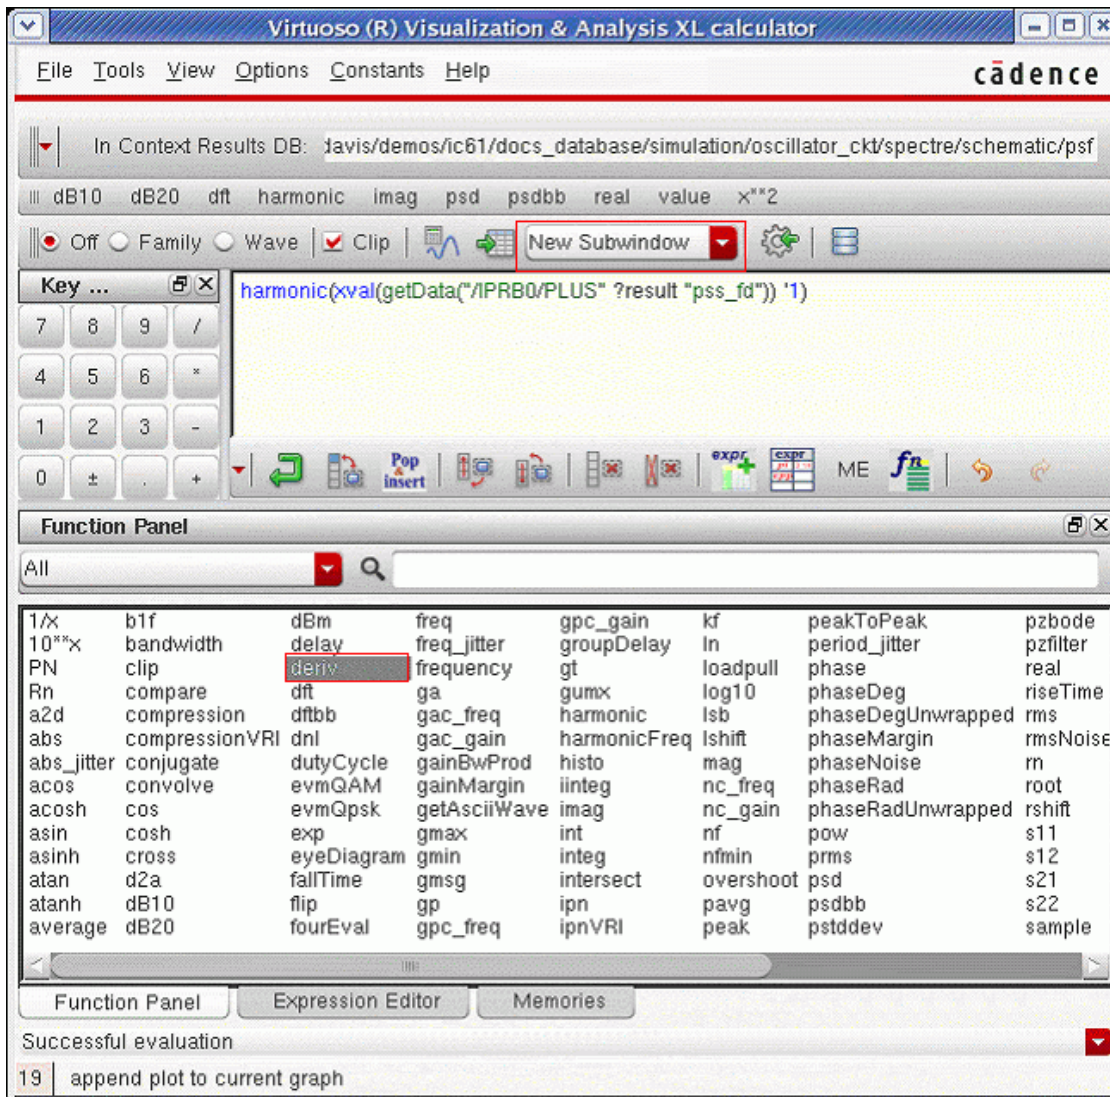 Virtuoso (R) Visualization & Analysis XL calculator
File Tools View Options Constants Help
cādence
In Context Results DB: davis/demos/ic61/docs_database/simulation/oscillator_ckt/spectre/schematic/psf
dB10 dB20 dft harmonic imag psd psdbb real value x**2
Off Family Wave Clip New Subwindow
Key ...
harmonic(xval(getData("/IPRB0/PLUS" ?result "pss_fd")) '1)
7 8 9 /
4 5 6 *
1 2 3 -
0 ± . +
Pop & insert expr expr ME fn
Function Panel
All
1/x b1f dBm freq gpc_gain kf peakToPeak pzbode
10**x bandwidth delay freq_jitter groupDelay ln period_jitter pzfilter
PN clip deriv frequency gt loadpull phase real
Rn compare dft ga gumx log10 phaseDeg riseTime
a2d compression dftbb gac_freq harmonic lsb phaseDegUnwrapped rms
abs compressionVRI dnl gac_gain harmonicFreq lshift phaseMargin rmsNoise
abs_jitter conjugate dutyCycle gainBwProd histo mag phaseNoise rn
acos convolve evmQAM gainMargin iinteg nc_freq phaseRad root
acosh cos evmQpsk getAsciiWave imag nc_gain phaseRadUnwrapped rshift
asin cosh exp gmax int nf pow s11
asinh cross eyeDiagram gmin integ nfmin prms s12
atan d2a fallTime gmsg intersect overshoot psd s21
atanh dB10 flip gp ipn pavg psdbb s22
average dB20 fourEval gpc_freq ipnVRI peak pstddev sample
Function Panel Expression Editor Memories
Successful evaluation
19 append plot to current graph